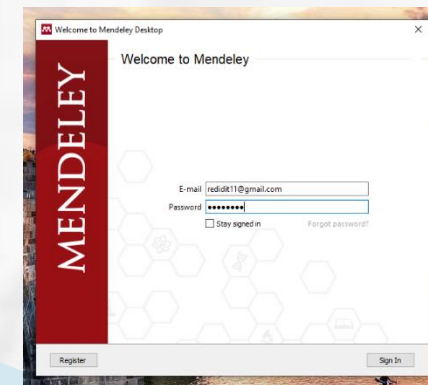 Welcome to Mendeley Desktop
MENDELEY
Welcome to Mendeley
E-mail redidit11@gmail.com
Password ••••••••
Stay signed in Forgot password?
Register Sign In